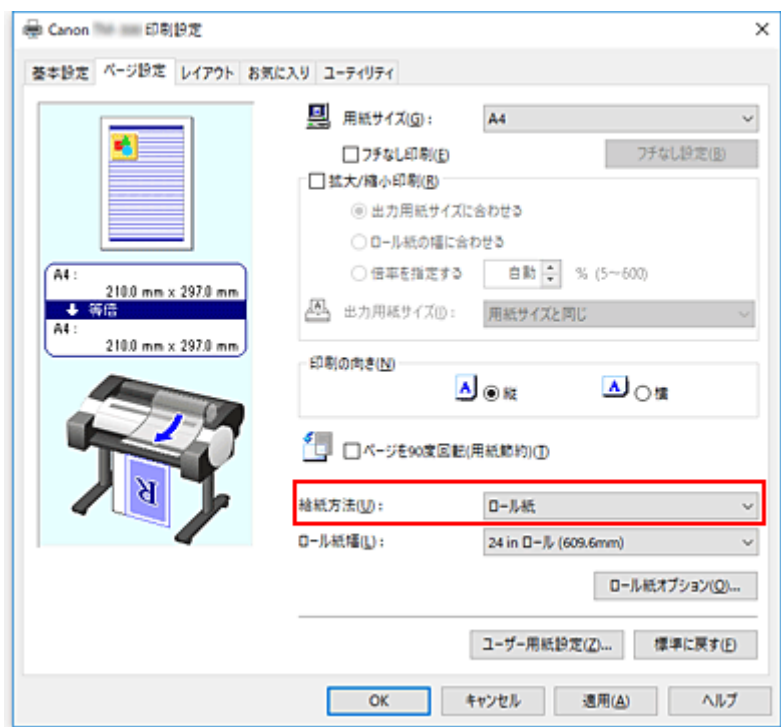 Canon 印刷設定
基本設定 ページ設定 レイアウト お気に入り ユーティリティ
用紙サイズ(G): A4
フチなし印刷(E) フチなし設定(B)
拡大/縮小印刷(R)
出力用紙サイズに合わせる
ロール紙の幅に合わせる
倍率を指定する 自動 % (5～600)
出力用紙サイズ(I): 用紙サイズと同じ
A4 :
210.0 mm x 297.0 mm
等倍
A4 :
210.0 mm x 297.0 mm
印刷の向き(N)
A 縦 A 横
ページを90度回転(用紙節約)(T)
R
給紙方法(U): ロール紙
ロール紙幅(L): 24 in ロール (609.6mm)
ロール紙オプション(O)...
ユーザー用紙設定(Z)... 標準に戻す(F)
OK キャンセル 適用(A) ヘルプ